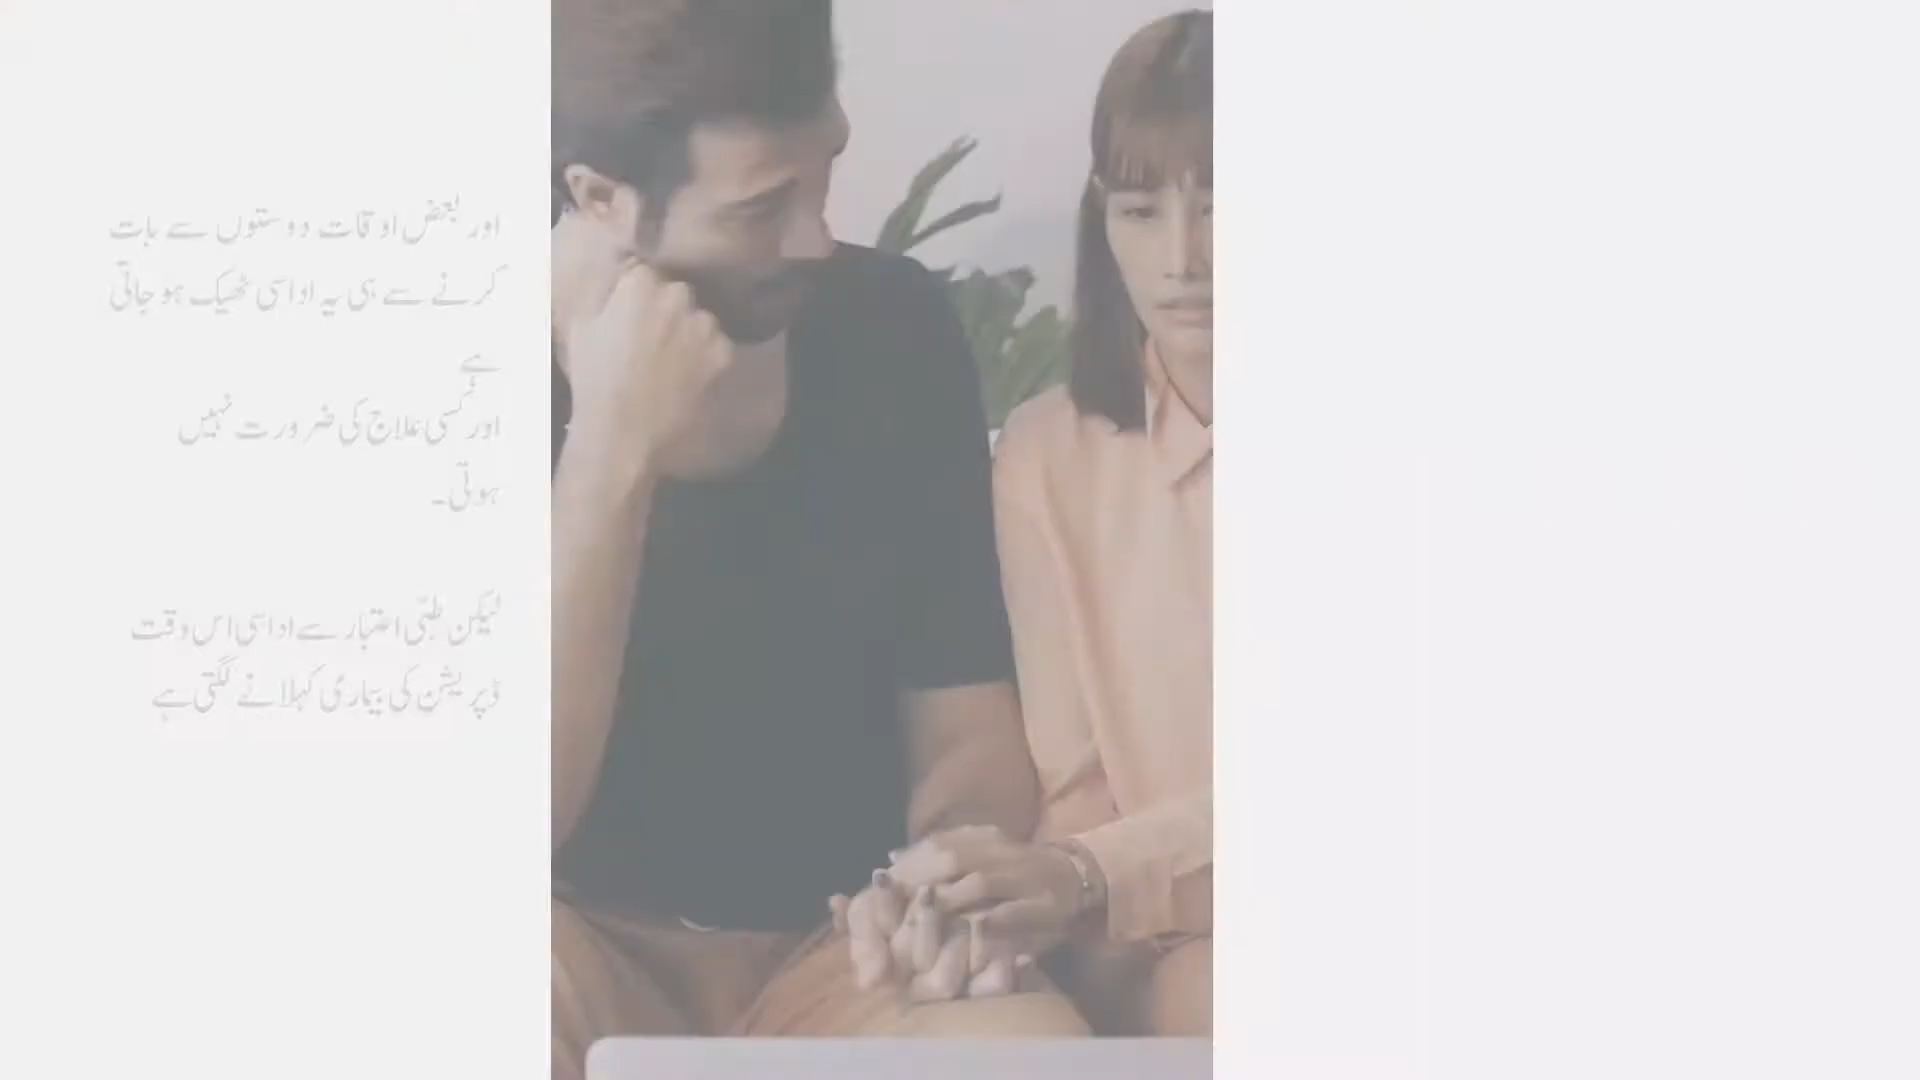 اور بعض اوقات دوستوں سے بات
کرنے سے ہی یہ اداسی ٹھیک ہو جاتی
ہے
اور کسی علاج کی ضرورت نہیں
ہوتی۔
لیکن طبّی اعتبار سے اداسی اس وقت
ڈپریشن کی بیماری کہلانے لگتی ہے